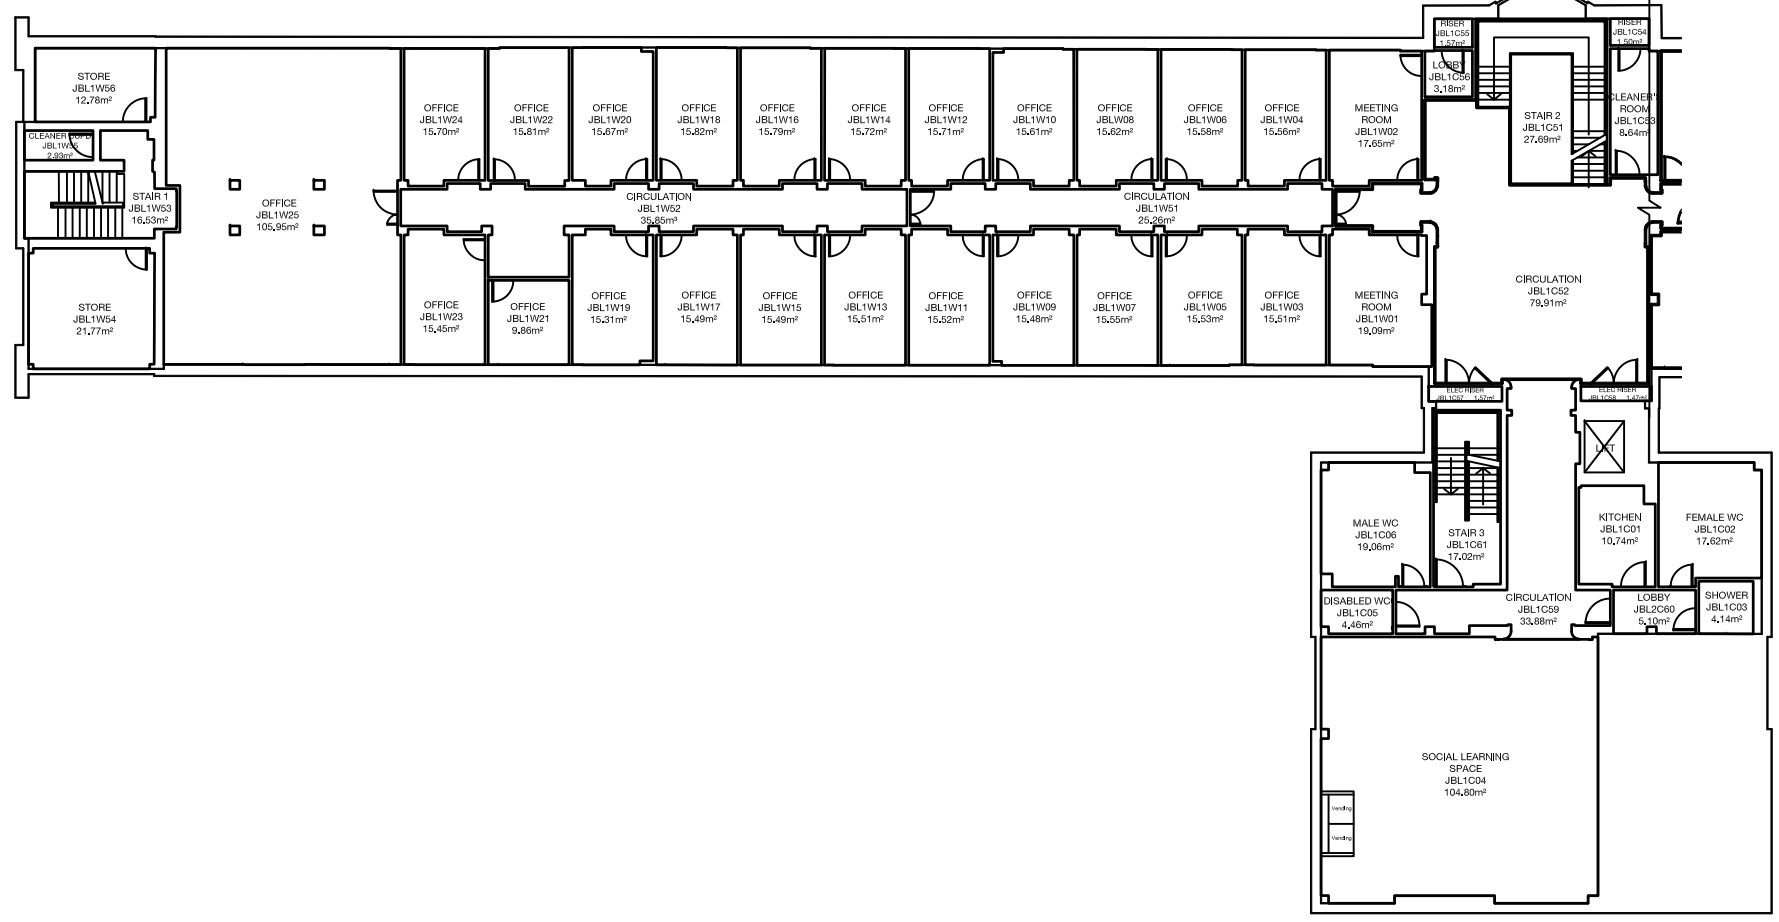 RISER
JBL1C55
1.57m²
RISER
JBL1C54
1.50m²
STORE
JBL1W56
12.78m²
LOBBY
JBL1C56
3.18m²
CLEANER'S
ROOM
JBL1C53
8.64m²
OFFICE
JBL1W24
15.70m²
OFFICE
JBL1W22
15.81m²
OFFICE
JBL1W20
15.67m²
OFFICE
JBL1W18
15.82m²
OFFICE
JBL1W16
15.79m²
OFFICE
JBL1W14
15.72m²
OFFICE
JBL1W12
15.71m²
OFFICE
JBL1W10
15.61m²
OFFICE
JBLW08
15.62m²
OFFICE
JBL1W06
15.58m²
OFFICE
JBL1W04
15.56m²
MEETING
ROOM
JBL1W02
17.65m²
STAIR 2
JBL1C51
27.69m²
CLEANER CUPD.
JBL1W55
2.93m²
STAIR 1
JBL1W53
16.53m²
OFFICE
JBL1W25
105.95m²
CIRCULATION
JBL1W52
35.85m²
CIRCULATION
JBL1W51
25.26m²
CIRCULATION
JBL1C52
79.91m²
STORE
JBL1W54
21.77m²
OFFICE
JBL1W23
15.45m²
OFFICE
JBL1W21
9.86m²
OFFICE
JBL1W19
15.31m²
OFFICE
JBL1W17
15.49m²
OFFICE
JBL1W15
15.49m²
OFFICE
JBL1W13
15.51m²
OFFICE
JBL1W11
15.52m²
OFFICE
JBL1W09
15.48m²
OFFICE
JBL1W07
15.55m²
OFFICE
JBL1W05
15.53m²
OFFICE
JBL1W03
15.51m²
MEETING
ROOM
JBL1W01
19.09m²
ELEC RISER
JBL1C57 1.57m²
ELEC RISER
JBL1C58 1.47m²
LIFT
MALE WC
JBL1C06
19.06m²
STAIR 3
JBL1C61
17.02m²
KITCHEN
JBL1C01
10.74m²
FEMALE WC
JBL1C02
17.62m²
DISABLED WC
JBL1C05
4.46m²
CIRCULATION
JBL1C59
33.88m²
LOBBY
JBL2C60
5.10m²
SHOWER
JBL1C03
4.14m²
SOCIAL LEARNING
SPACE
JBL1C04
104.80m²
Vending
Vending